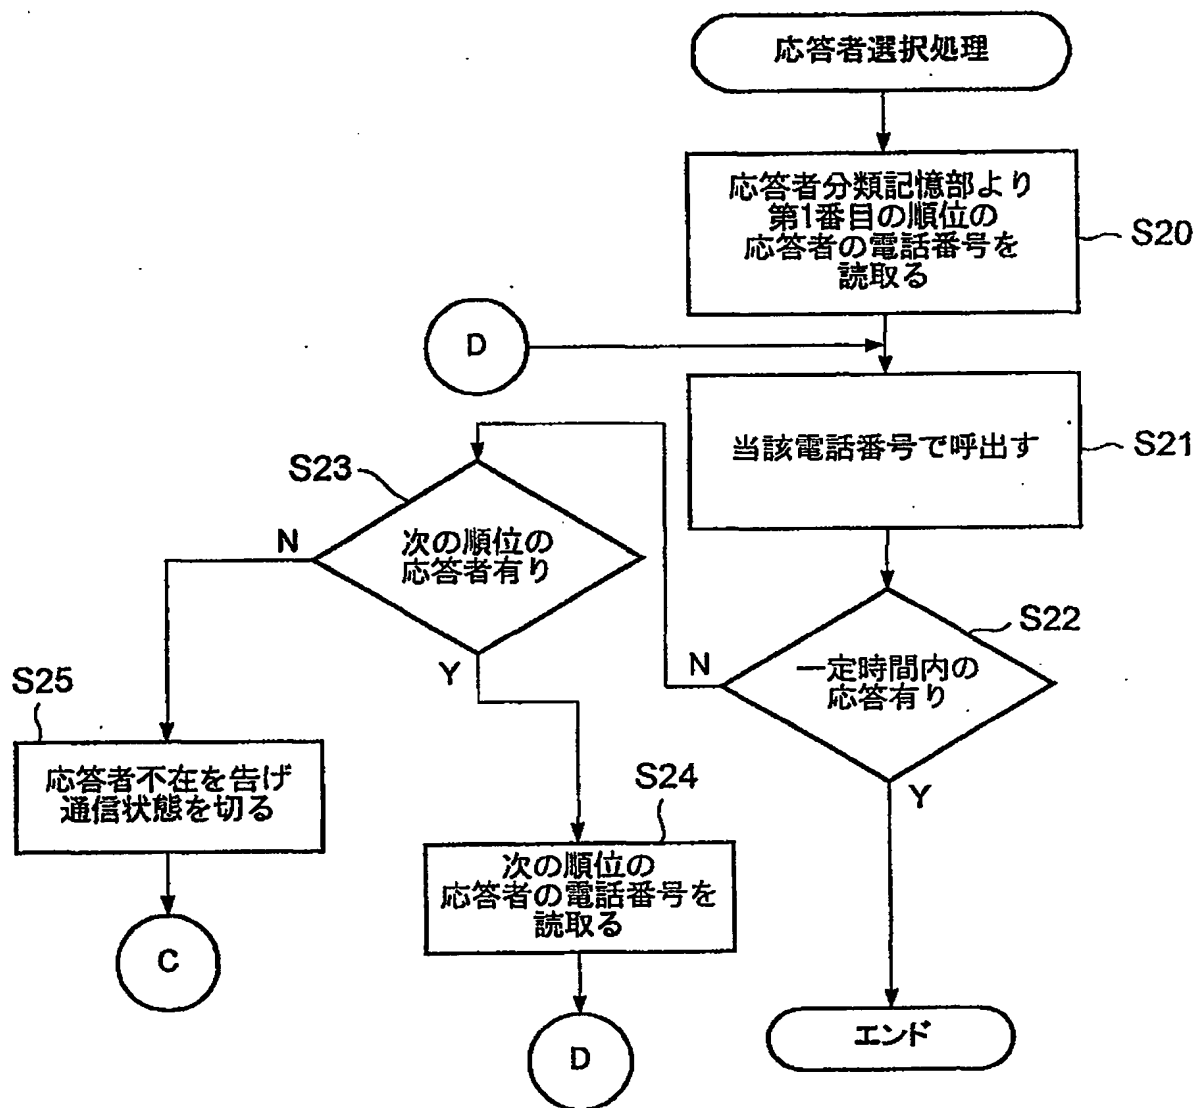 応答者選択処理
応答者分類記憶部より
第1番目の順位の
応答者の電話番号を
読取る
S20
D
当該電話番号で呼出す
S21
S23
N
次の順位の
応答者有り
Y
S22
N
一定時間内の
応答有り
Y
S25
応答者不在を告げ
通信状態を切る
S24
次の順位の
応答者の電話番号を
読取る
C
D
エンド